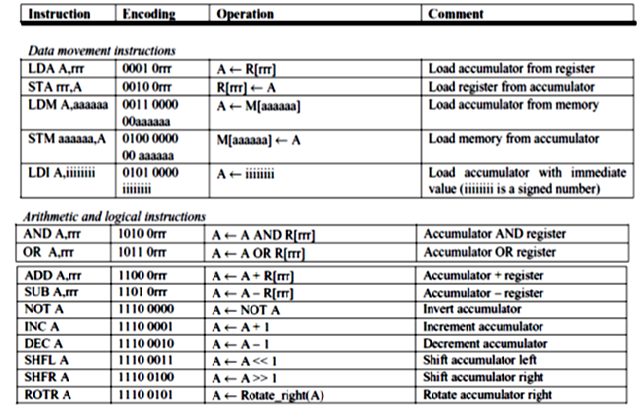 Instruction Encoding Operation Comment
Data movement instructions
LDA A,rrr 0001 0rrr A ← R[rrr] Load accumulator from register
STA rrr,A 0010 0rrr R[rrr] ← A Load register from accumulator
LDM A,aaaaaa 0011 0000 A ← M[aaaaaa] Load accumulator from memory
00aaaaaa
STM aaaaaa,A 0100 0000 M[aaaaaa] ← A Load memory from accumulator
00 aaaaaa
LDI A,iiiiiiii 0101 0000 A ← iiiiiiii Load accumulator with immediate
iiiiiiii value (iiiiiiii is a signed number)
Arithmetic and logical instructions
AND A,rrr 1010 0rrr A ← A AND R[rrr] Accumulator AND register
OR A,rrr 1011 0rrr A ← A OR R[rrr] Accumulator OR register
ADD A,rrr 1100 0rrr A ← A + R[rrr] Accumulator + register
SUB A,rrr 1101 0rrr A ← A – R[rrr] Accumulator – register
NOT A 1110 0000 A ← NOT A Invert accumulator
INC A 1110 0001 A ← A + 1 Increment accumulator
DEC A 1110 0010 A ← A – 1 Decrement accumulator
SHFL A 1110 0011 A ← A << 1 Shift accumulator left
SHFR A 1110 0100 A ← A >> 1 Shift accumulator right
ROTR A 1110 0101 A ← Rotate_right(A) Rotate accumulator right